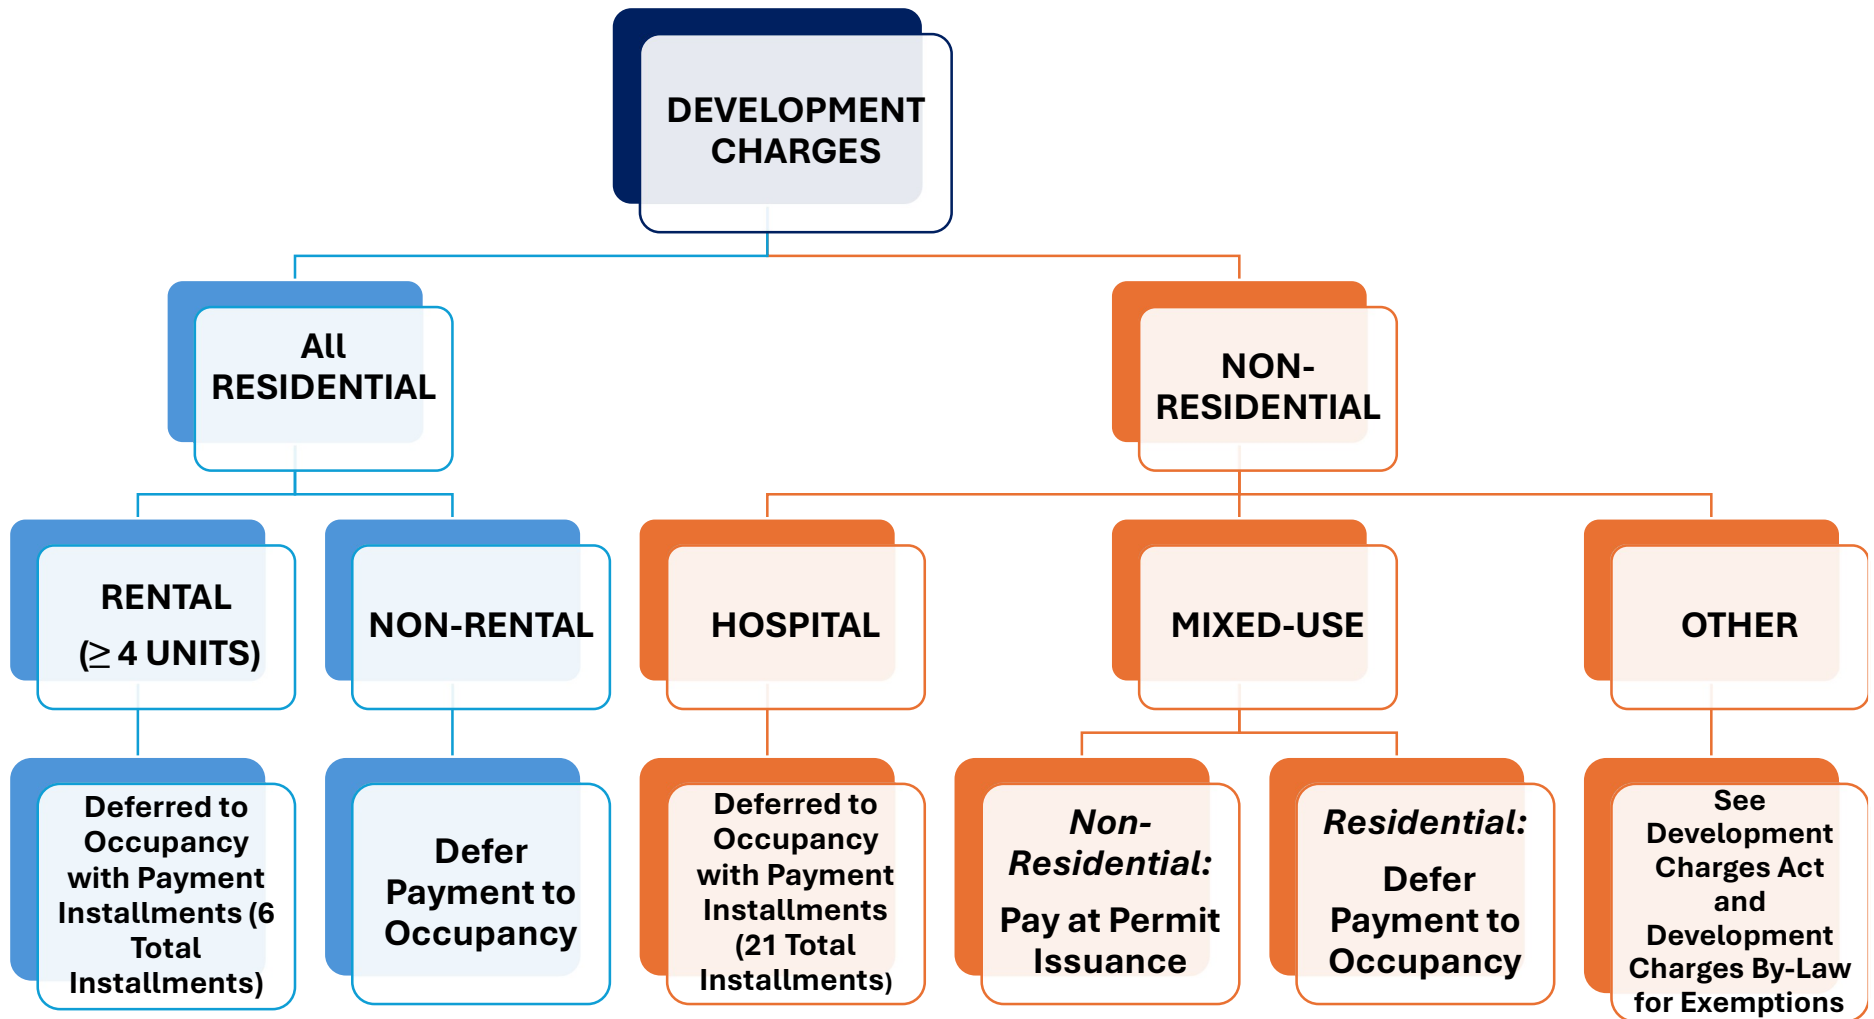 DEVELOPMENT
CHARGES
All
RESIDENTIAL
NON-
RESIDENTIAL
RENTAL
(≥ 4 UNITS)
NON-RENTAL
HOSPITAL
MIXED-USE
OTHER
Deferred to
Occupancy
with Payment
Installments (6
Total
Installments)
Defer
Payment to
Occupancy
Deferred to
Occupancy
with Payment
Installments
(21 Total
Installments)
Non-
Residential:
Pay at Permit
Issuance
Residential:
Defer
Payment to
Occupancy
See
Development
Charges Act
and
Development
Charges By-Law
for Exemptions